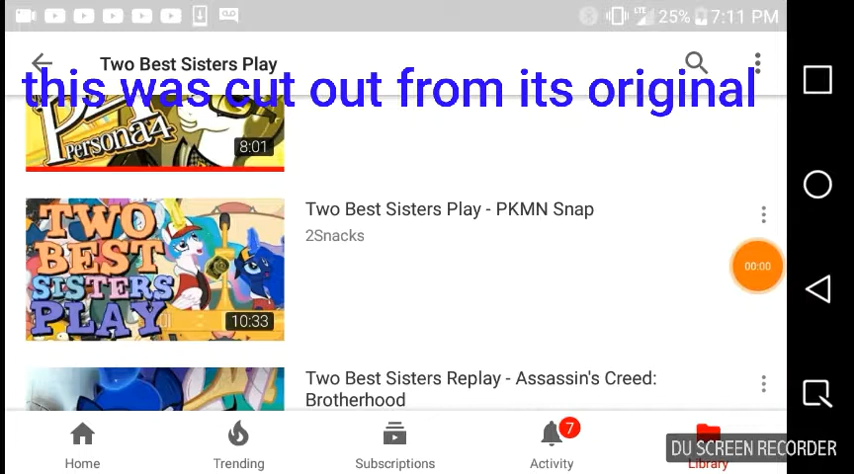 25% 7:11 PM
Two Best Sisters Play
this was cut out from its original
Persona4
8:01
Two Best Sisters Play - PKMN Snap
2Snacks
TWO
BEST
SISTERS
PLAY
10:33
00:00
Two Best Sisters Replay - Assassin's Creed:
Brotherhood
7
DU SCREEN RECORDER
Home Trending Subscriptions Activity Library